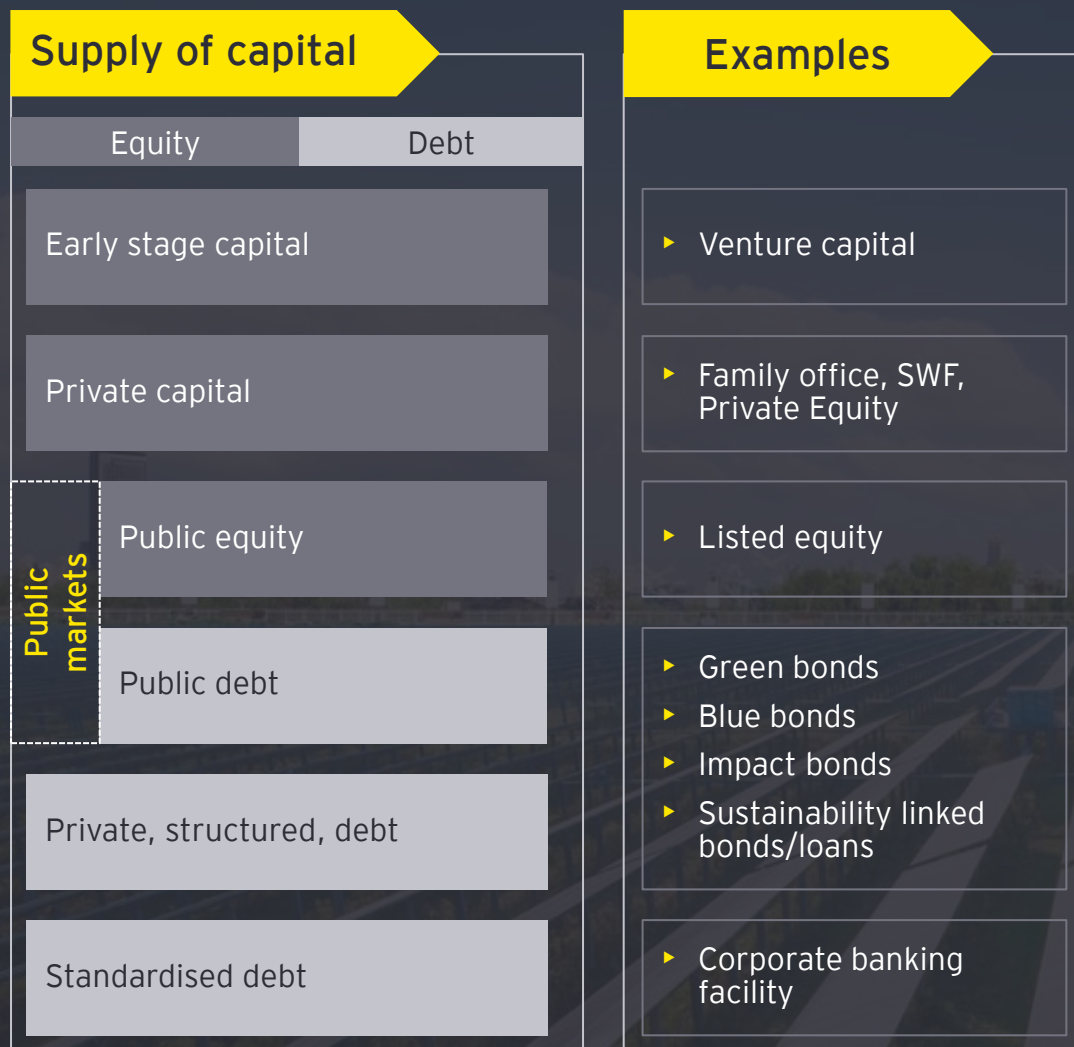 Supply of capital
Equity
Debt
Early stage capital
Private capital
Public
markets
Public equity
Public debt
Private, structured, debt
Standardised debt
Examples
▸ Venture capital
▸ Family office, SWF,
Private Equity
▸ Listed equity
▸ Green bonds
▸ Blue bonds
▸ Impact bonds
▸ Sustainability linked
bonds/loans
▸ Corporate banking
facility